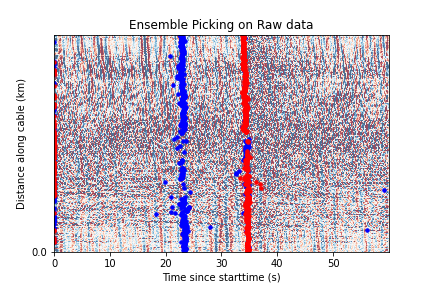 Ensemble Picking on Raw data
Distance along cable (km)
0.0
0 10 20 30 40 50
Time since starttime (s)